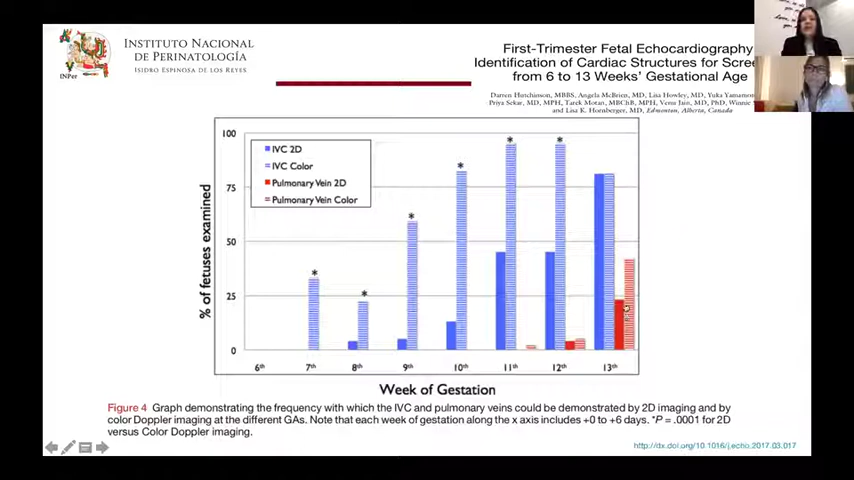 INSTITUTO NACIONAL
DE PERINATOLOGÍA
ISIDRO ESPINOSA DE LOS REYES
INPer
First-Trimester Fetal Echocardiography
Identification of Cardiac Structures for Scree
from 6 to 13 Weeks' Gestational Age
Darren Hutchinson, MBBS, Angela McBrien, MD, Lisa Howley, MD, Yuka Yamamo
Priya Sekar, MD, MPH, Tarek Motan, MBChB, MPH, Venu Jain, MD, PhD, Winnie
and Lisa K. Hornberger, MD, Edmonton, Alberta, Canada
IVC 2D
IVC Color
Pulmonary Vein 2D
Pulmonary Vein Color
% of fetuses examined
100
75
50
25
0
* * * * * *
6th 7th 8th 9th 10th 11th 12th 13th
Week of Gestation
Figure 4 Graph demonstrating the frequency with which the IVC and pulmonary veins could be demonstrated by 2D imaging and by
color Doppler imaging at the different GAs. Note that each week of gestation along the x axis includes +0 to +6 days. *P = .0001 for 2D
versus Color Doppler imaging.
http://dx.doi.org/10.1016/j.echo.2017.03.017